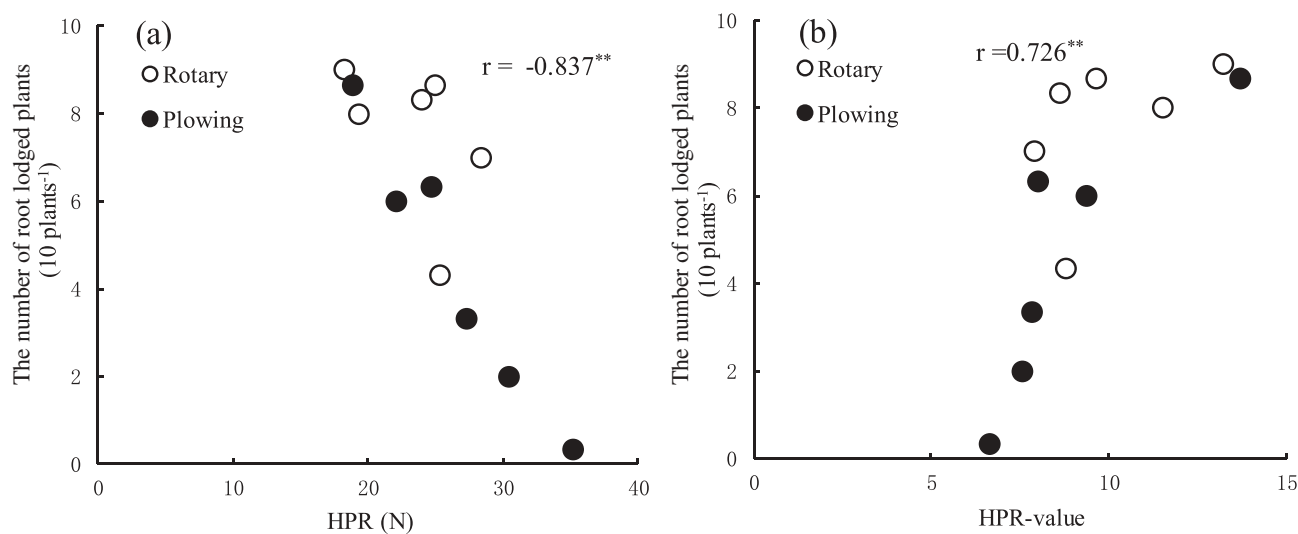 (a)
Rotary
Plowing
r = -0.837**
The number of root lodged plants
(10 plants-1)
10
8
6
4
2
0
0 10 20 30 40
HPR (N)
(b)
Rotary
Plowing
r =0.726**
The number of root lodged plants
(10 plants-1)
10
8
6
4
2
0
0 5 10 15
HPR-value